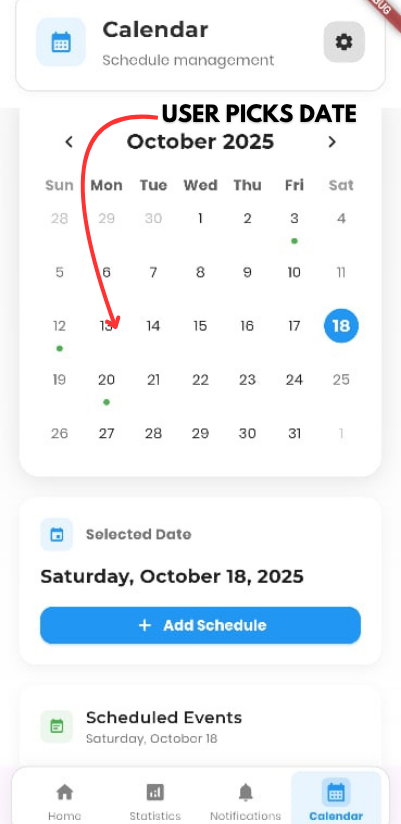 BUG
Calendar
Schedule management
USER PICKS DATE
October 2025
Sun Mon Tue Wed Thu Fri Sat
28 29 30 1 2 3 4
5 6 7 8 9 10 11
12 13 14 15 16 17 18
19 20 21 22 23 24 25
26 27 28 29 30 31 1
Selected Date
Saturday, October 18, 2025
+ Add Schedule
Scheduled Events
Saturday, October 18
Home Statistics Notifications Calendar